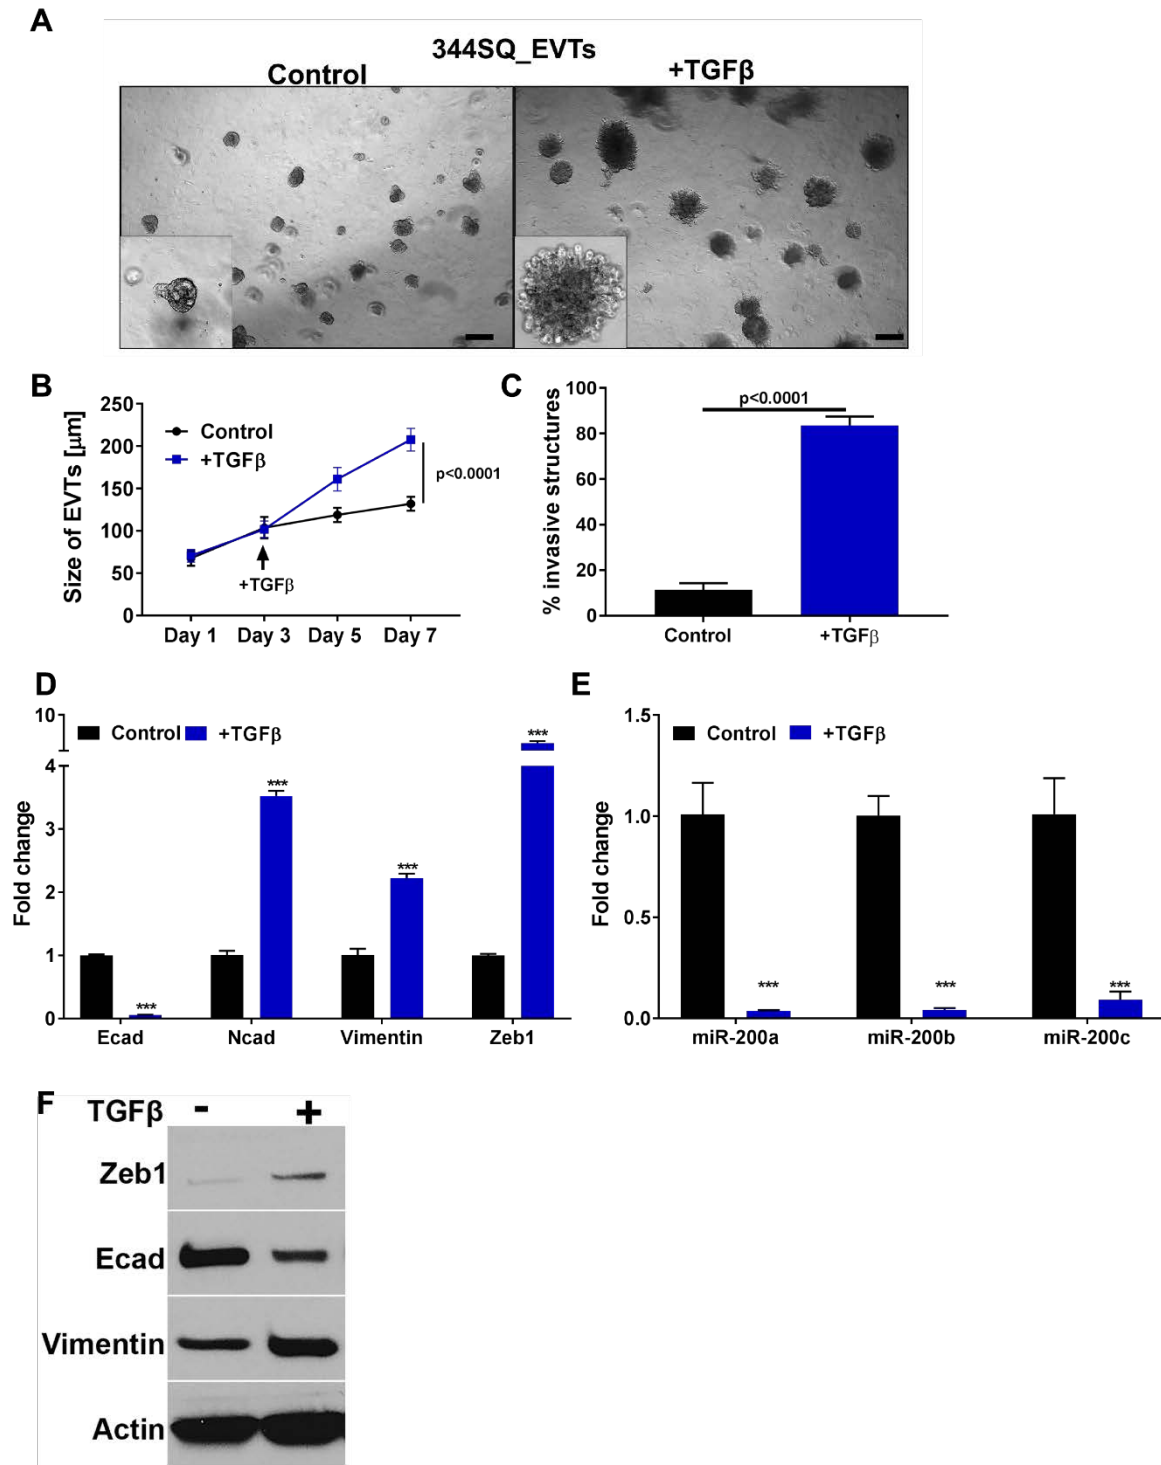 A
344SQ_EVTs
Control
+TGFβ
B
Size of EVTs [µm]
250
200
150
100
50
0
Control
+TGFβ
p<0.0001
+TGFβ
Day 1 Day 3 Day 5 Day 7
C
% invasive structures
100
80
60
40
20
0
p<0.0001
Control +TGFβ
D
Fold change
10
4
3
2
1
0
Control +TGFβ
***
***
***
***
Ecad Ncad Vimentin Zeb1
E
Fold change
1.5
1.0
0.5
0.0
Control +TGFβ
*** *** ***
miR-200a miR-200b miR-200c
F TGFβ - +
Zeb1
Ecad
Vimentin
Actin